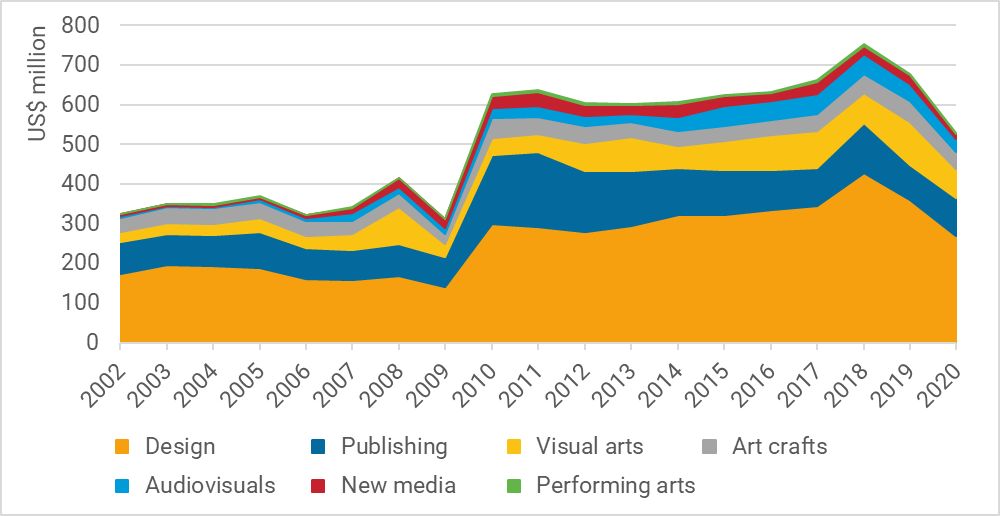 US$ million
800
700
600
500
400
300
200
100
0
2002 2003 2004 2005 2006 2007 2008 2009 2010 2011 2012 2013 2014 2015 2016 2017 2018 2019 2020
Design Publishing Visual arts Art crafts
Audiovisuals New media Performing arts